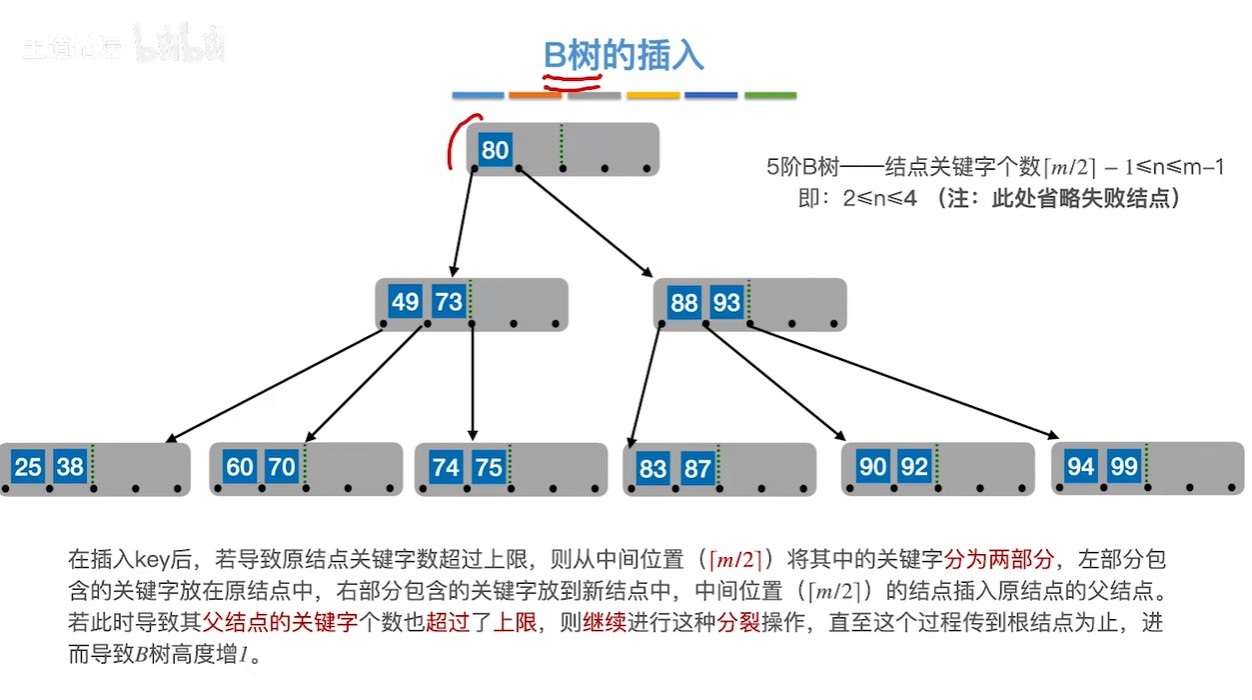 王道论坛 bilibili
B树的插入
80
5阶B树——结点关键字个数⌈m/2⌉ − 1≤n≤m–1
即：2≤n≤4 （注：此处省略失败结点）
49 73
88 93
25 38
60 70
74 75
83 87
90 92
94 99
在插入key后，若导致原结点关键字数超过上限，则从中间位置（⌈m/2⌉）将其中的关键字分为两部分，左部分包
含的关键字放在原结点中，右部分包含的关键字放到新结点中，中间位置（⌈m/2⌉）的结点插入原结点的父结点。
若此时导致其父结点的关键字个数也超过了上限，则继续进行这种分裂操作，直至这个过程传到根结点为止，进
而导致B树高度增1。